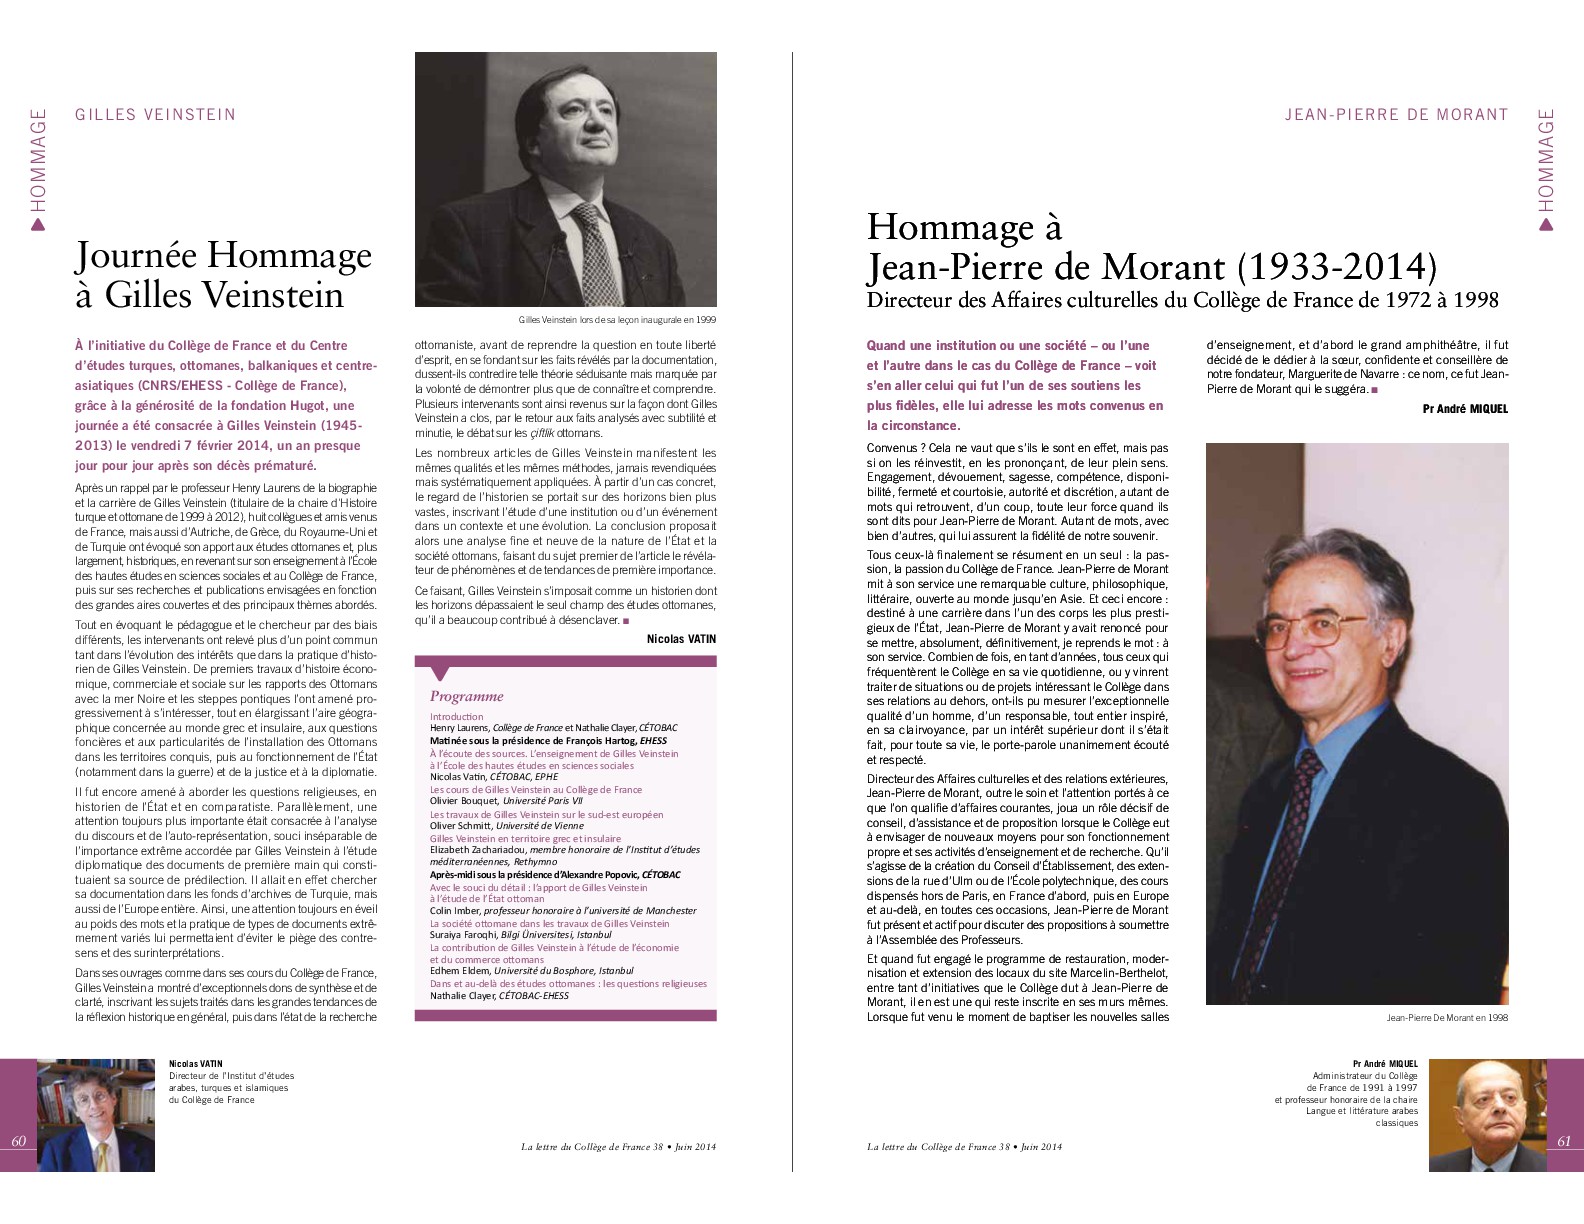 GILLES VEINSTEIN
HOMMAGE
Journée Hommage
à Gilles Veinstein
À l'initiative du Collège de France et du Centre
d'études turques, ottomanes, balkaniques et centre-
asiatiques (CNRS/EHESS - Collège de France),
grâce à la générosité de la fondation Hugot, une
journée a été consacrée à Gilles Veinstein (1945-
2013) le vendredi 7 février 2014, un an presque
jour pour jour après son décès prématuré.
Après un rappel par le professeur Henry Laurens de la biographie
et la carrière de Gilles Veinstein (titulaire de la chaire d'Histoire
turque et ottomane de 1999 à 2012), huit collègues et amis venus
de France, mais aussi d'Autriche, de Grèce, du Royaume-Uni et
de Turquie ont évoqué son apport aux études ottomanes et, plus
largement, historiques, en revenant sur son enseignement à l'École
des hautes études en sciences sociales et au Collège de France,
puis sur ses recherches et publications envisagées en fonction
des grandes aires couvertes et des principaux thèmes abordés.
Tout en évoquant le pédagogue et le chercheur par des biais
différents, les intervenants ont relevé plus d'un point commun
tant dans l'évolution des intérêts que dans la pratique d'histo-
rien de Gilles Veinstein. De premiers travaux d'histoire écono-
mique, commerciale et sociale sur les rapports des Ottomans
avec la mer Noire et les steppes pontiques l'ont amené pro-
gressivement à s'intéresser, tout en élargissant l'aire géogra-
phique concernée au monde grec et insulaire, aux questions
foncières et aux particularités de l'installation des Ottomans
dans les territoires conquis, puis au fonctionnement de l'État
(notamment dans la guerre) et de la justice et à la diplomatie.
Il fut encore amené à aborder les questions religieuses, en
historien de l'État et en comparatiste. Parallèlement, une
attention toujours plus importante était consacrée à l'analyse
du discours et de l'auto-représentation, souci inséparable de
l'importance extrême accordée par Gilles Veinstein à l'étude
diplomatique des documents de première main qui consti-
tuaient sa source de prédilection. Il allait en effet chercher
sa documentation dans les fonds d'archives de Turquie, mais
aussi de l'Europe entière. Ainsi, une attention toujours en éveil
au poids des mots et la pratique de types de documents extrê-
mement variés lui permettaient d'éviter le piège des contre-
sens et des surinterprétations.
Dans ses ouvrages comme dans ses cours du Collège de France,
Gilles Veinstein a montré d'exceptionnels dons de synthèse et de
clarté, inscrivant les sujets traités dans les grandes tendances de
la réflexion historique en général, puis dans l'état de la recherche
Gilles Veinstein lors de sa leçon inaugurale en 1999
ottomaniste, avant de reprendre la question en toute liberté
d'esprit, en se fondant sur les faits révélés par la documentation,
dussent-ils contredire telle théorie séduisante mais marquée par
la volonté de démontrer plus que de connaître et comprendre.
Plusieurs intervenants sont ainsi revenus sur la façon dont Gilles
Veinstein a clos, par le retour aux faits analysés avec subtilité et
minutie, le débat sur les çiftlik ottomans.
Les nombreux articles de Gilles Veinstein manifestent les
mêmes qualités et les mêmes méthodes, jamais revendiquées
mais systématiquement appliquées. À partir d'un cas concret,
le regard de l'historien se portait sur des horizons bien plus
vastes, inscrivant l'étude d'une institution ou d'un événement
dans un contexte et une évolution. La conclusion proposait
alors une analyse fine et neuve de la nature de l'État et la
société ottomans, faisant du sujet premier de l'article le révéla-
teur de phénomènes et de tendances de première importance.
Ce faisant, Gilles Veinstein s'imposait comme un historien dont
les horizons dépassaient le seul champ des études ottomanes,
qu'il a beaucoup contribué à désenclaver.
Nicolas VATIN
Programme
Introduction
Henry Laurens, Collège de France et Nathalie Clayer, CÉTOBAC
Matinée sous la présidence de François Hartog, EHESS
À l'écoute des sources. L'enseignement de Gilles Veinstein
à l'École des hautes études en sciences sociales
Nicolas Vatin, CÉTOBAC, EPHE
Les cours de Gilles Veinstein au Collège de France
Olivier Bouquet, Université Paris VII
Les travaux de Gilles Veinstein sur le sud-est européen
Oliver Schmitt, Université de Vienne
Gilles Veinstein en territoire grec et insulaire
Elizabeth Zachariadou, membre honoraire de l'Institut d'études
méditerranéennes, Rethymno
Après-midi sous la présidence d'Alexandre Popovic, CÉTOBAC
Avec le souci du détail : l'apport de Gilles Veinstein
à l'étude de l'État ottoman
Colin Imber, professeur honoraire à l'université de Manchester
La société ottomane dans les travaux de Gilles Veinstein
Suraiya Faroqhi, Bilgi Üniversitesi, Istanbul
La contribution de Gilles Veinstein à l'étude de l'économie
et du commerce ottomans
Edhem Eldem, Université du Bosphore, Istanbul
Dans et au-delà des études ottomanes : les questions religieuses
Nathalie Clayer, CÉTOBAC-EHESS
Nicolas VATIN
Directeur de l'Institut d'études
arabes, turques et islamiques
du Collège de France
60
La lettre du Collège de France 38 • Juin 2014
JEAN-PIERRE DE MORANT
HOMMAGE
Hommage à
Jean-Pierre de Morant (1933-2014)
Directeur des Affaires culturelles du Collège de France de 1972 à 1998
Quand une institution ou une société – ou l'une
et l'autre dans le cas du Collège de France – voit
s'en aller celui qui fut l'un de ses soutiens les
plus fidèles, elle lui adresse les mots convenus en
la circonstance.
Convenus ? Cela ne vaut que s'ils le sont en effet, mais pas
si on les réinvestit, en les prononçant, de leur plein sens.
Engagement, dévouement, sagesse, compétence, disponi-
bilité, fermeté et courtoisie, autorité et discrétion, autant de
mots qui retrouvent, d'un coup, toute leur force quand ils
sont dits pour Jean-Pierre de Morant. Autant de mots, avec
bien d'autres, qui lui assurent la fidélité de notre souvenir.
Tous ceux-là finalement se résument en un seul : la pas-
sion, la passion du Collège de France. Jean-Pierre de Morant
mit à son service une remarquable culture, philosophique,
littéraire, ouverte au monde jusqu'en Asie. Et ceci encore :
destiné à une carrière dans l'un des corps les plus presti-
gieux de l'État, Jean-Pierre de Morant y avait renoncé pour
se mettre, absolument, définitivement, je reprends le mot : à
son service. Combien de fois, en tant d'années, tous ceux qui
fréquentèrent le Collège en sa vie quotidienne, ou y vinrent
traiter de situations ou de projets intéressant le Collège dans
ses relations au dehors, ont-ils pu mesurer l'exceptionnelle
qualité d'un homme, d'un responsable, tout entier inspiré,
en sa clairvoyance, par un intérêt supérieur dont il s'était
fait, pour toute sa vie, le porte-parole unanimement écouté
et respecté.
Directeur des Affaires culturelles et des relations extérieures,
Jean-Pierre de Morant, outre le soin et l'attention portés à ce
que l'on qualifie d'affaires courantes, joua un rôle décisif de
conseil, d'assistance et de proposition lorsque le Collège eut
à envisager de nouveaux moyens pour son fonctionnement
propre et ses activités d'enseignement et de recherche. Qu'il
s'agisse de la création du Conseil d'Établissement, des exten-
sions de la rue d'Ulm ou de l'École polytechnique, des cours
dispensés hors de Paris, en France d'abord, puis en Europe
et au-delà, en toutes ces occasions, Jean-Pierre de Morant
fut présent et actif pour discuter des propositions à soumettre
à l'Assemblée des Professeurs.
Et quand fut engagé le programme de restauration, moder-
nisation et extension des locaux du site Marcelin-Berthelot,
entre tant d'initiatives que le Collège dut à Jean-Pierre de
Morant, il en est une qui reste inscrite en ses murs mêmes.
Lorsque fut venu le moment de baptiser les nouvelles salles
d'enseignement, et d'abord le grand amphithéâtre, il fut
décidé de le dédier à la sœur, confidente et conseillère de
notre fondateur, Marguerite de Navarre : ce nom, ce fut Jean-
Pierre de Morant qui le suggéra.
Pr André MIQUEL
Jean-Pierre De Morant en 1998
Pr André MIQUEL
Administrateur du Collège
de France de 1991 à 1997
et professeur honoraire de la chaire
Langue et littérature arabes
classiques
La lettre du Collège de France 38 • Juin 2014
61